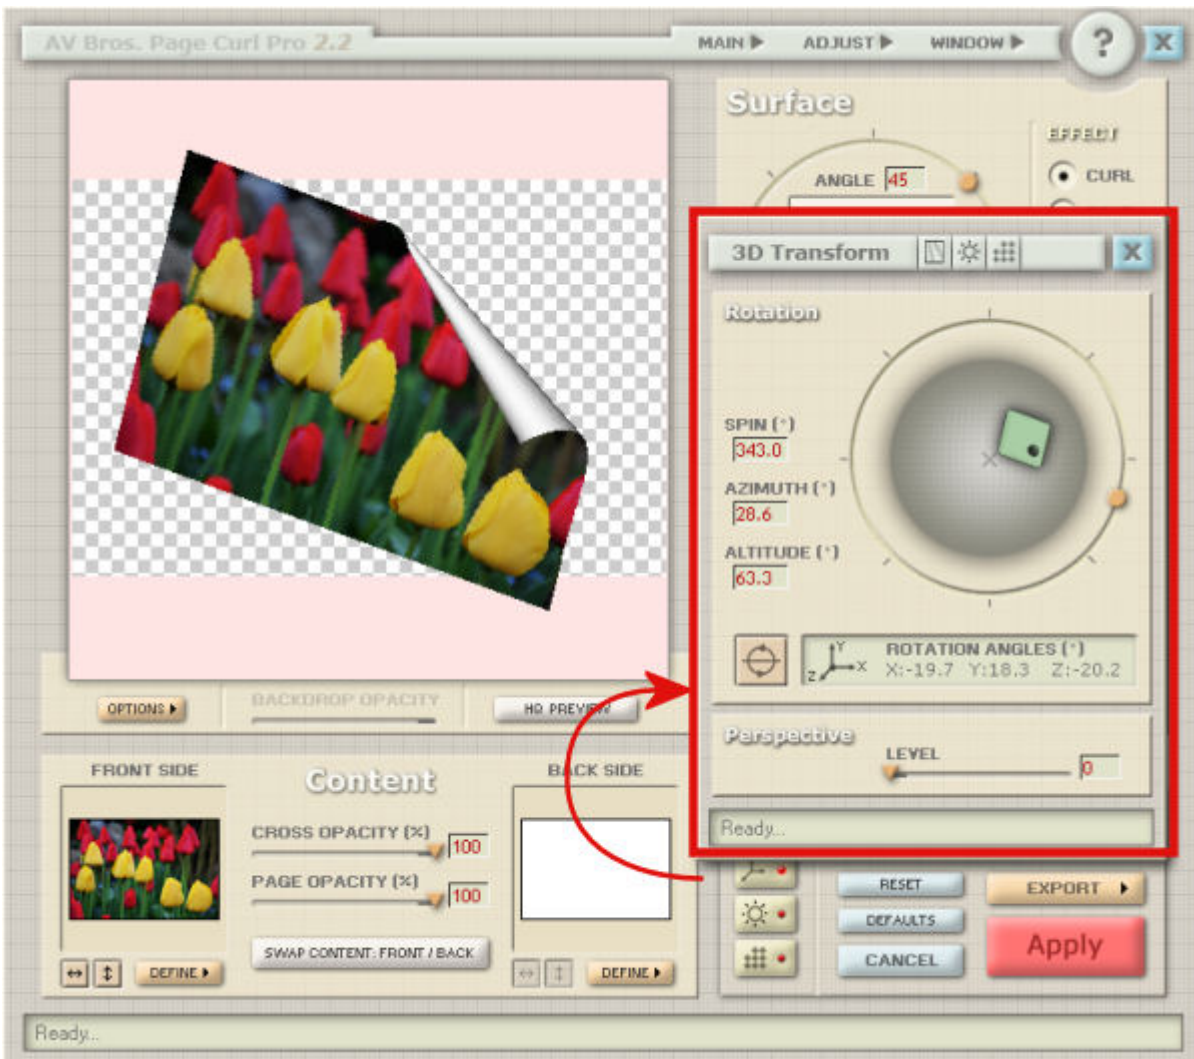 AV Bros. Page Curl Pro 2.2
MAIN ADJUST WINDOW ? X
Surface
EFFECT
ANGLE 45
CURL
3D Transform X
Rotation
SPIN (°)
343.0
AZIMUTH (°)
28.6
ALTITUDE (°)
63.3
Y
X
Z
ROTATION ANGLES (°)
X:-19.7 Y:18.3 Z:-20.2
Perspective
LEVEL
0
Ready...
OPTIONS
BACKDROP OPACITY
HQ PREVIEW
FRONT SIDE
Content
BACK SIDE
CROSS OPACITY (%)
100
PAGE OPACITY (%)
100
SWAP CONTENT: FRONT / BACK
DEFINE
DEFINE
RESET
DEFAULTS
CANCEL
EXPORT
Apply
Ready...